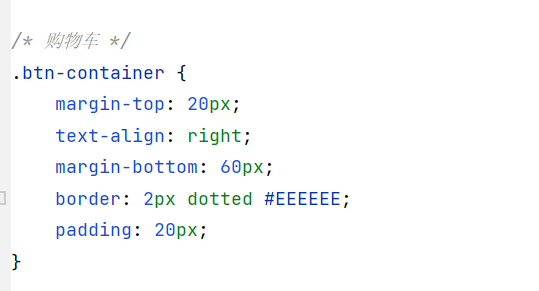 /* 购物车 */
.btn-container {
    margin-top: 20px;
    text-align: right;
    margin-bottom: 60px;
    border: 2px dotted #EEEEEE;
    padding: 20px;
}